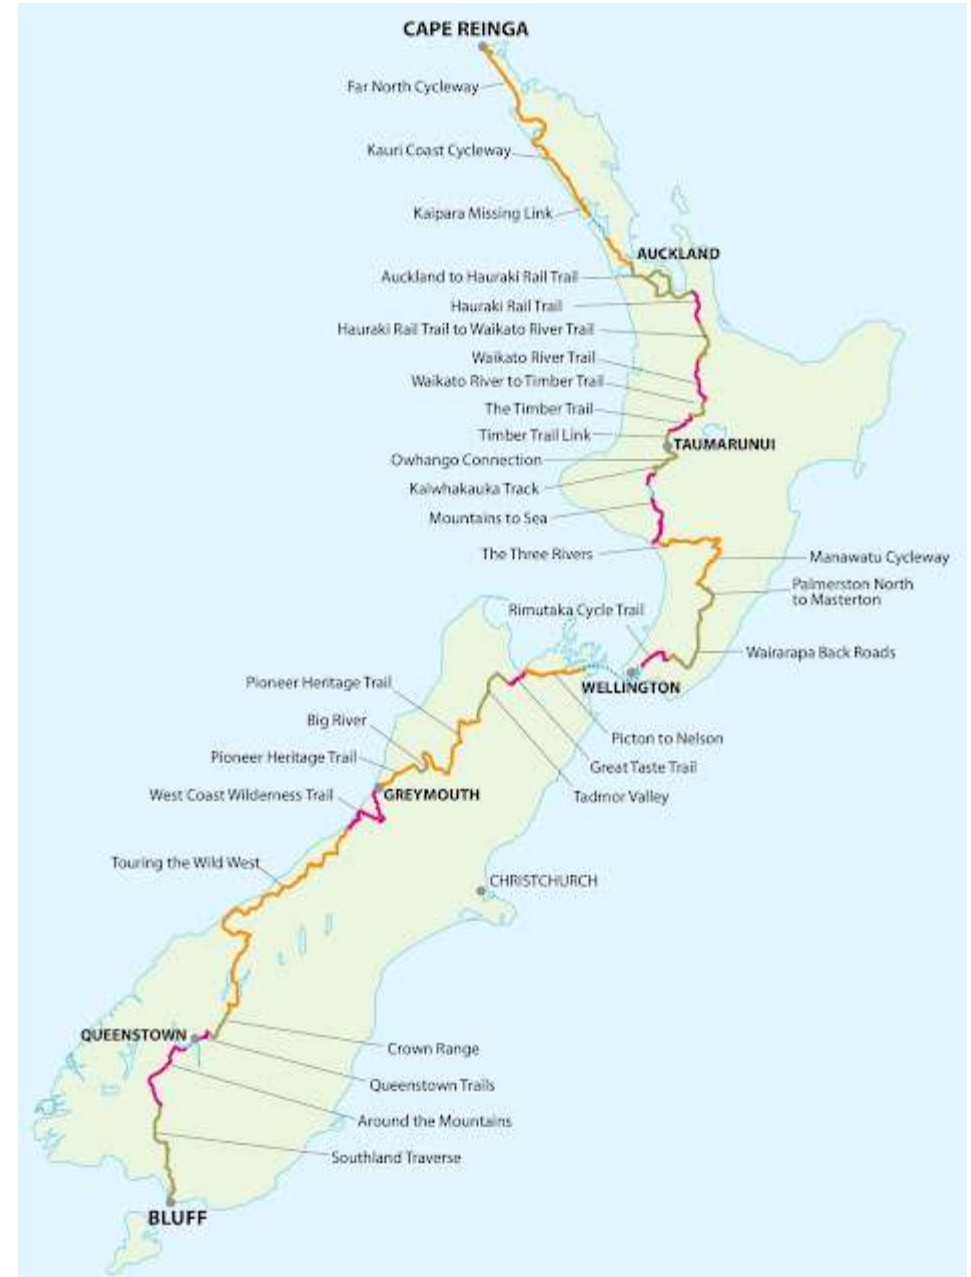 CAPE REINGA
Far North Cycleway
Kauri Coast Cycleway
Kaipara Missing Link
AUCKLAND
Auckland to Hauraki Rail Trail
Hauraki Rail Trail
Hauraki Rail Trail to Waikato River Trail
Waikato River Trail
Waikato River to Timber Trail
The Timber Trail
Timber Trail Link
TAUMARUNUI
Owhango Connection
Kaiwhakauka Track
Mountains to Sea
The Three Rivers
Manawatu Cycleway
Palmerston North
to Masterton
Rimutaka Cycle Trail
Wairarapa Back Roads
WELLINGTON
Pioneer Heritage Trail
Big River
Picton to Nelson
Pioneer Heritage Trail
Great Taste Trail
West Coast Wilderness Trail
GREYMOUTH
Tadmor Valley
Touring the Wild West
CHRISTCHURCH
QUEENSTOWN
Crown Range
Queenstown Trails
Around the Mountains
Southland Traverse
BLUFF